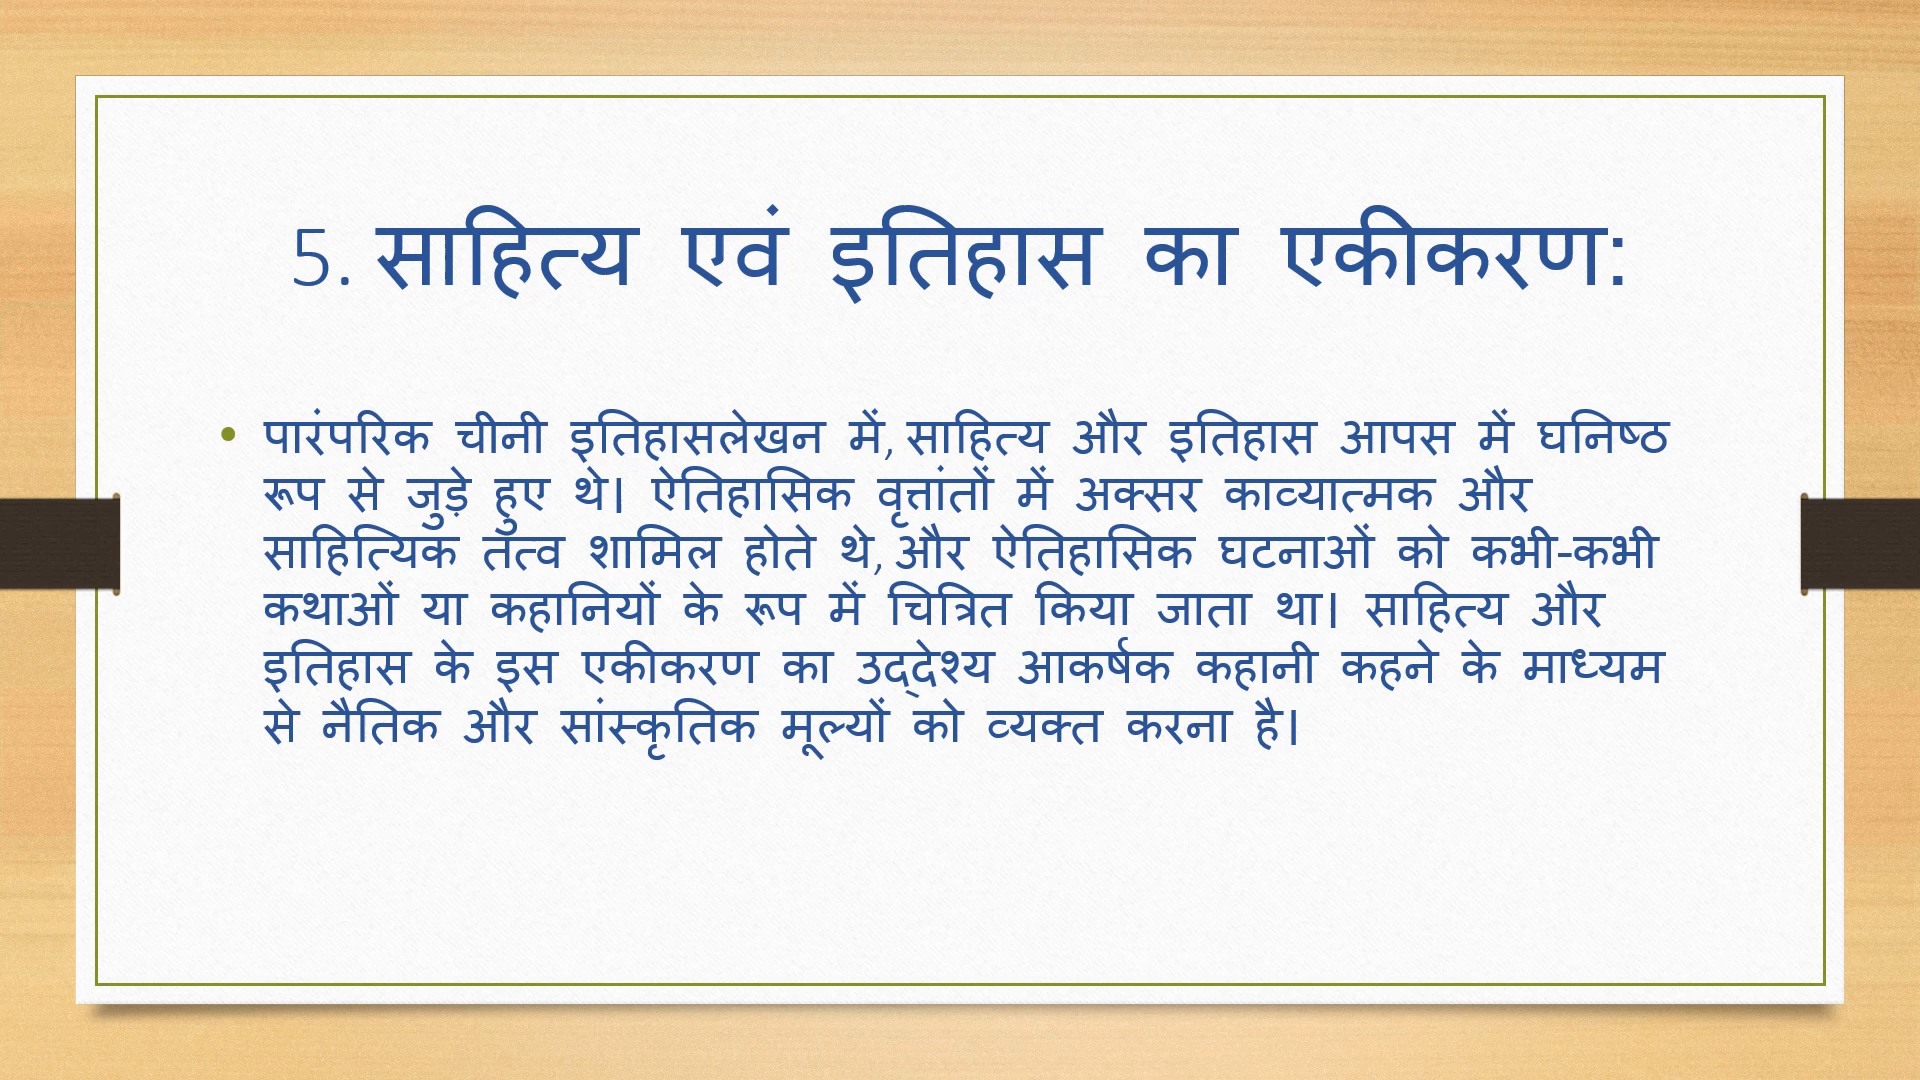 5. साहित्य एवं इतिहास का एकीकरण:
• पारंपरिक चीनी इतिहासलेखन में, साहित्य और इतिहास आपस में घनिष्ठ
रूप से जुड़े हुए थे। ऐतिहासिक वृत्तांतों में अक्सर काव्यात्मक और
साहित्यिक तत्व शामिल होते थे, और ऐतिहासिक घटनाओं को कभी-कभी
कथाओं या कहानियों के रूप में चित्रित किया जाता था। साहित्य और
इतिहास के इस एकीकरण का उद्देश्य आकर्षक कहानी कहने के माध्यम
से नैतिक और सांस्कृतिक मूल्यों को व्यक्त करना है।